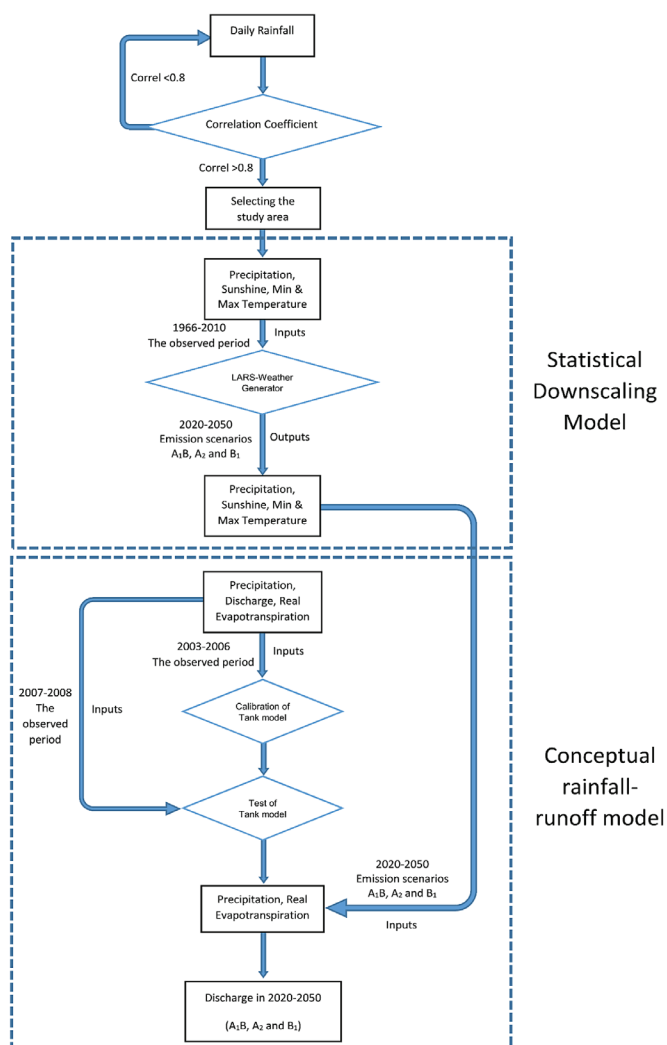 Daily Rainfall
Correl <0.8
Correlation Coefficient
Correl >0.8
Selecting the
study area
Precipitation,
Sunshine, Min &
Max Temperature
1966-2010
The observed period
Inputs
LARS-Weather
Generator
2020-2050
Emission scenarios
A₁B, A₂ and B₁
Outputs
Precipitation,
Sunshine, Min &
Max Temperature
Statistical
Downscaling
Model
Precipitation,
Discharge, Real
Evapotranspiration
2003-2006
The observed period
Inputs
2007-2008
The
observed
period
Inputs
Calibration of
Tank model
Test of
Tank model
Conceptual
rainfall-
runoff model
2020-2050
Emission scenarios
A₁B, A₂ and B₁
Inputs
Precipitation, Real
Evapotranspiration
Discharge in 2020-2050
(A₁B, A₂ and B₁)